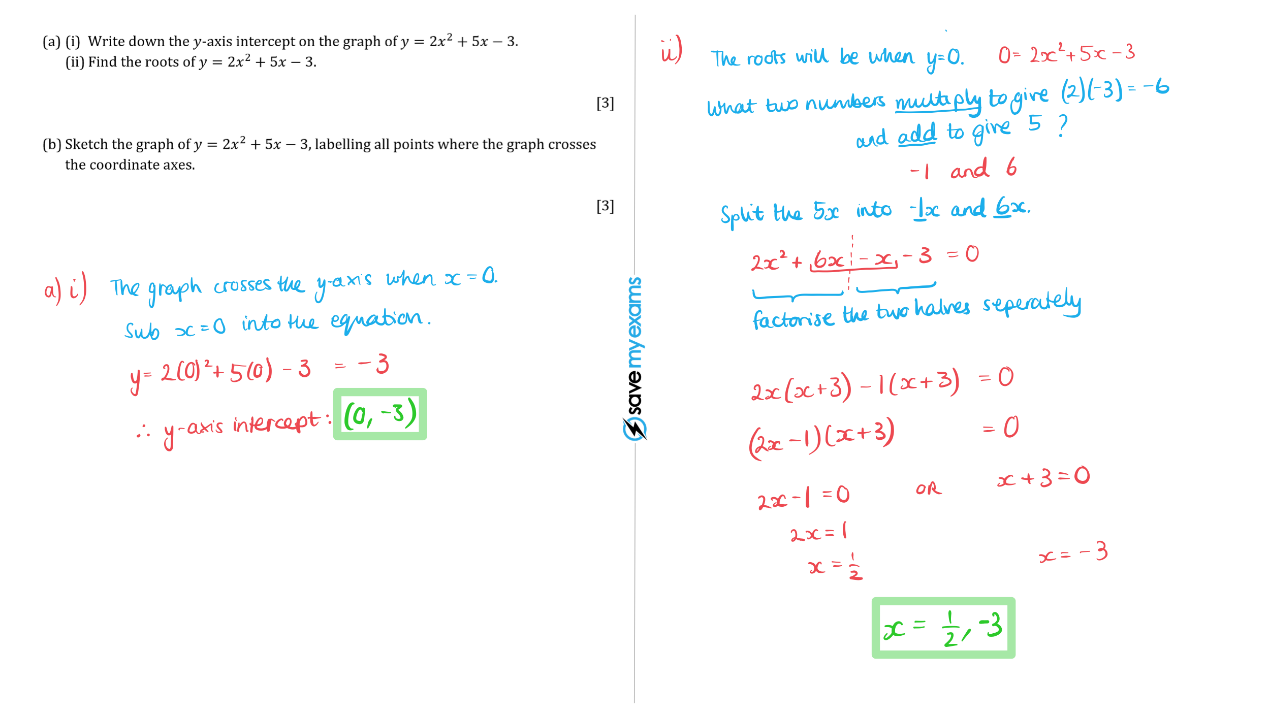 (a) (i) Write down the y-axis intercept on the graph of y = 2x² + 5x − 3.
(ii) Find the roots of y = 2x² + 5x − 3.
[3]
(b) Sketch the graph of y = 2x² + 5x − 3, labelling all points where the graph crosses
the coordinate axes.
[3]
a) i) The graph crosses the y-axis when x = 0.
Sub x = 0 into the equation.
y = 2(0)² + 5(0) − 3 = −3
∴ y-axis intercept: (0, −3)
savemyexams
ii) The roots will be when y=0. 0 = 2x² + 5x − 3
What two numbers multiply to give (2)(−3) = −6
and add to give 5 ?
−1 and 6
Split the 5x into −1x and 6x.
2x² + 6x − x − 3 = 0
factorise the two halves seperately
2x(x+3) − 1(x+3) = 0
(2x −1)(x+3) = 0
2x − 1 = 0 OR x + 3 = 0
2x = 1
x = 1/2 x = −3
x = 1/2, −3